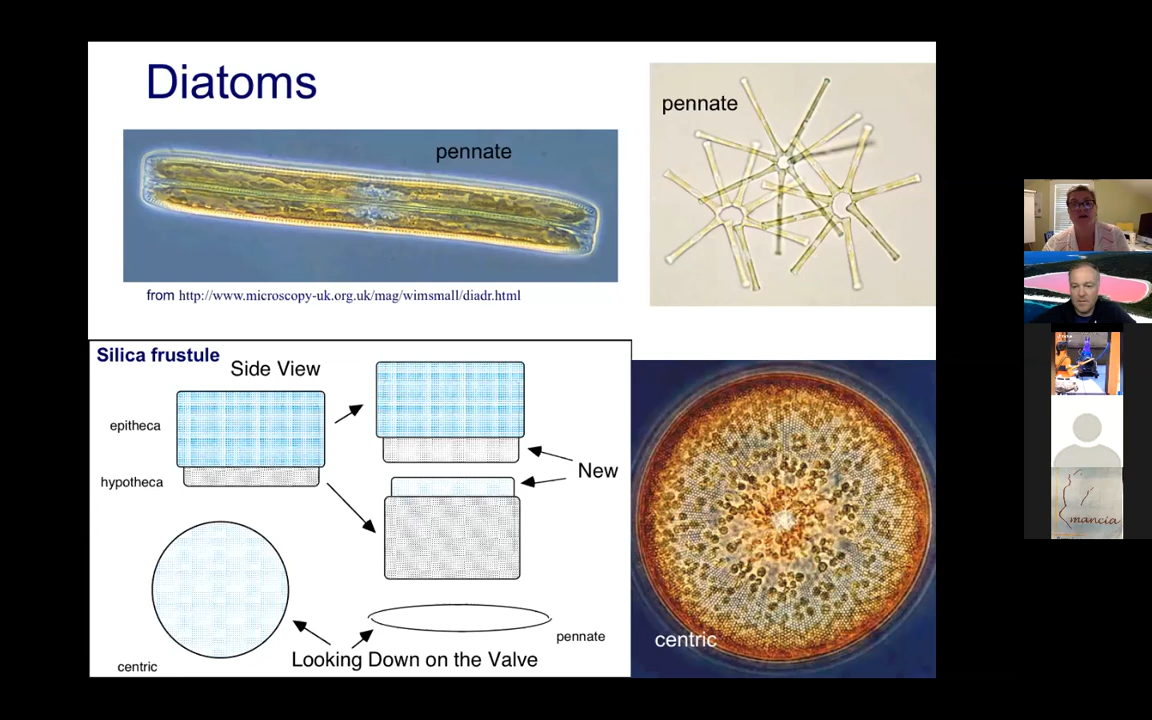 Diatoms
pennate
pennate
from http://www.microscopy-uk.org.uk/mag/wimsmall/diadr.html
Silica frustule
Side View
epitheca
hypotheca
New
Looking Down on the Valve
pennate
centric
centric
mancia